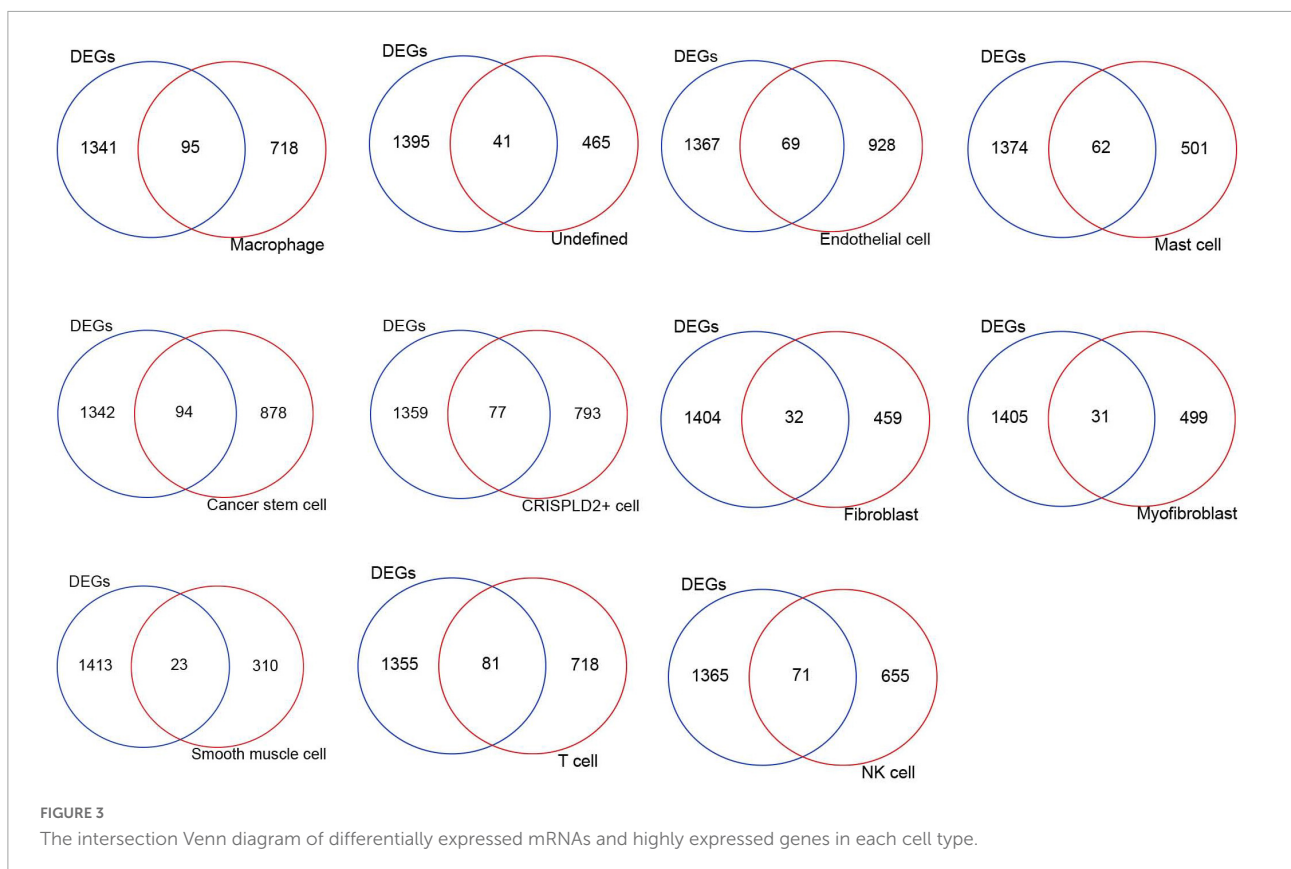 DEGs
1341 95 718
Macrophage
DEGs
1395 41 465
Undefined
DEGs
1367 69 928
Endothelial cell
DEGs
1374 62 501
Mast cell
DEGs
1342 94 878
Cancer stem cell
DEGs
1359 77 793
CRISPLD2+ cell
DEGs
1404 32 459
Fibroblast
DEGs
1405 31 499
Myofibroblast
DEGs
1413 23 310
Smooth muscle cell
DEGs
1355 81 718
T cell
DEGs
1365 71 655
NK cell
FIGURE 3
The intersection Venn diagram of differentially expressed mRNAs and highly expressed genes in each cell type.